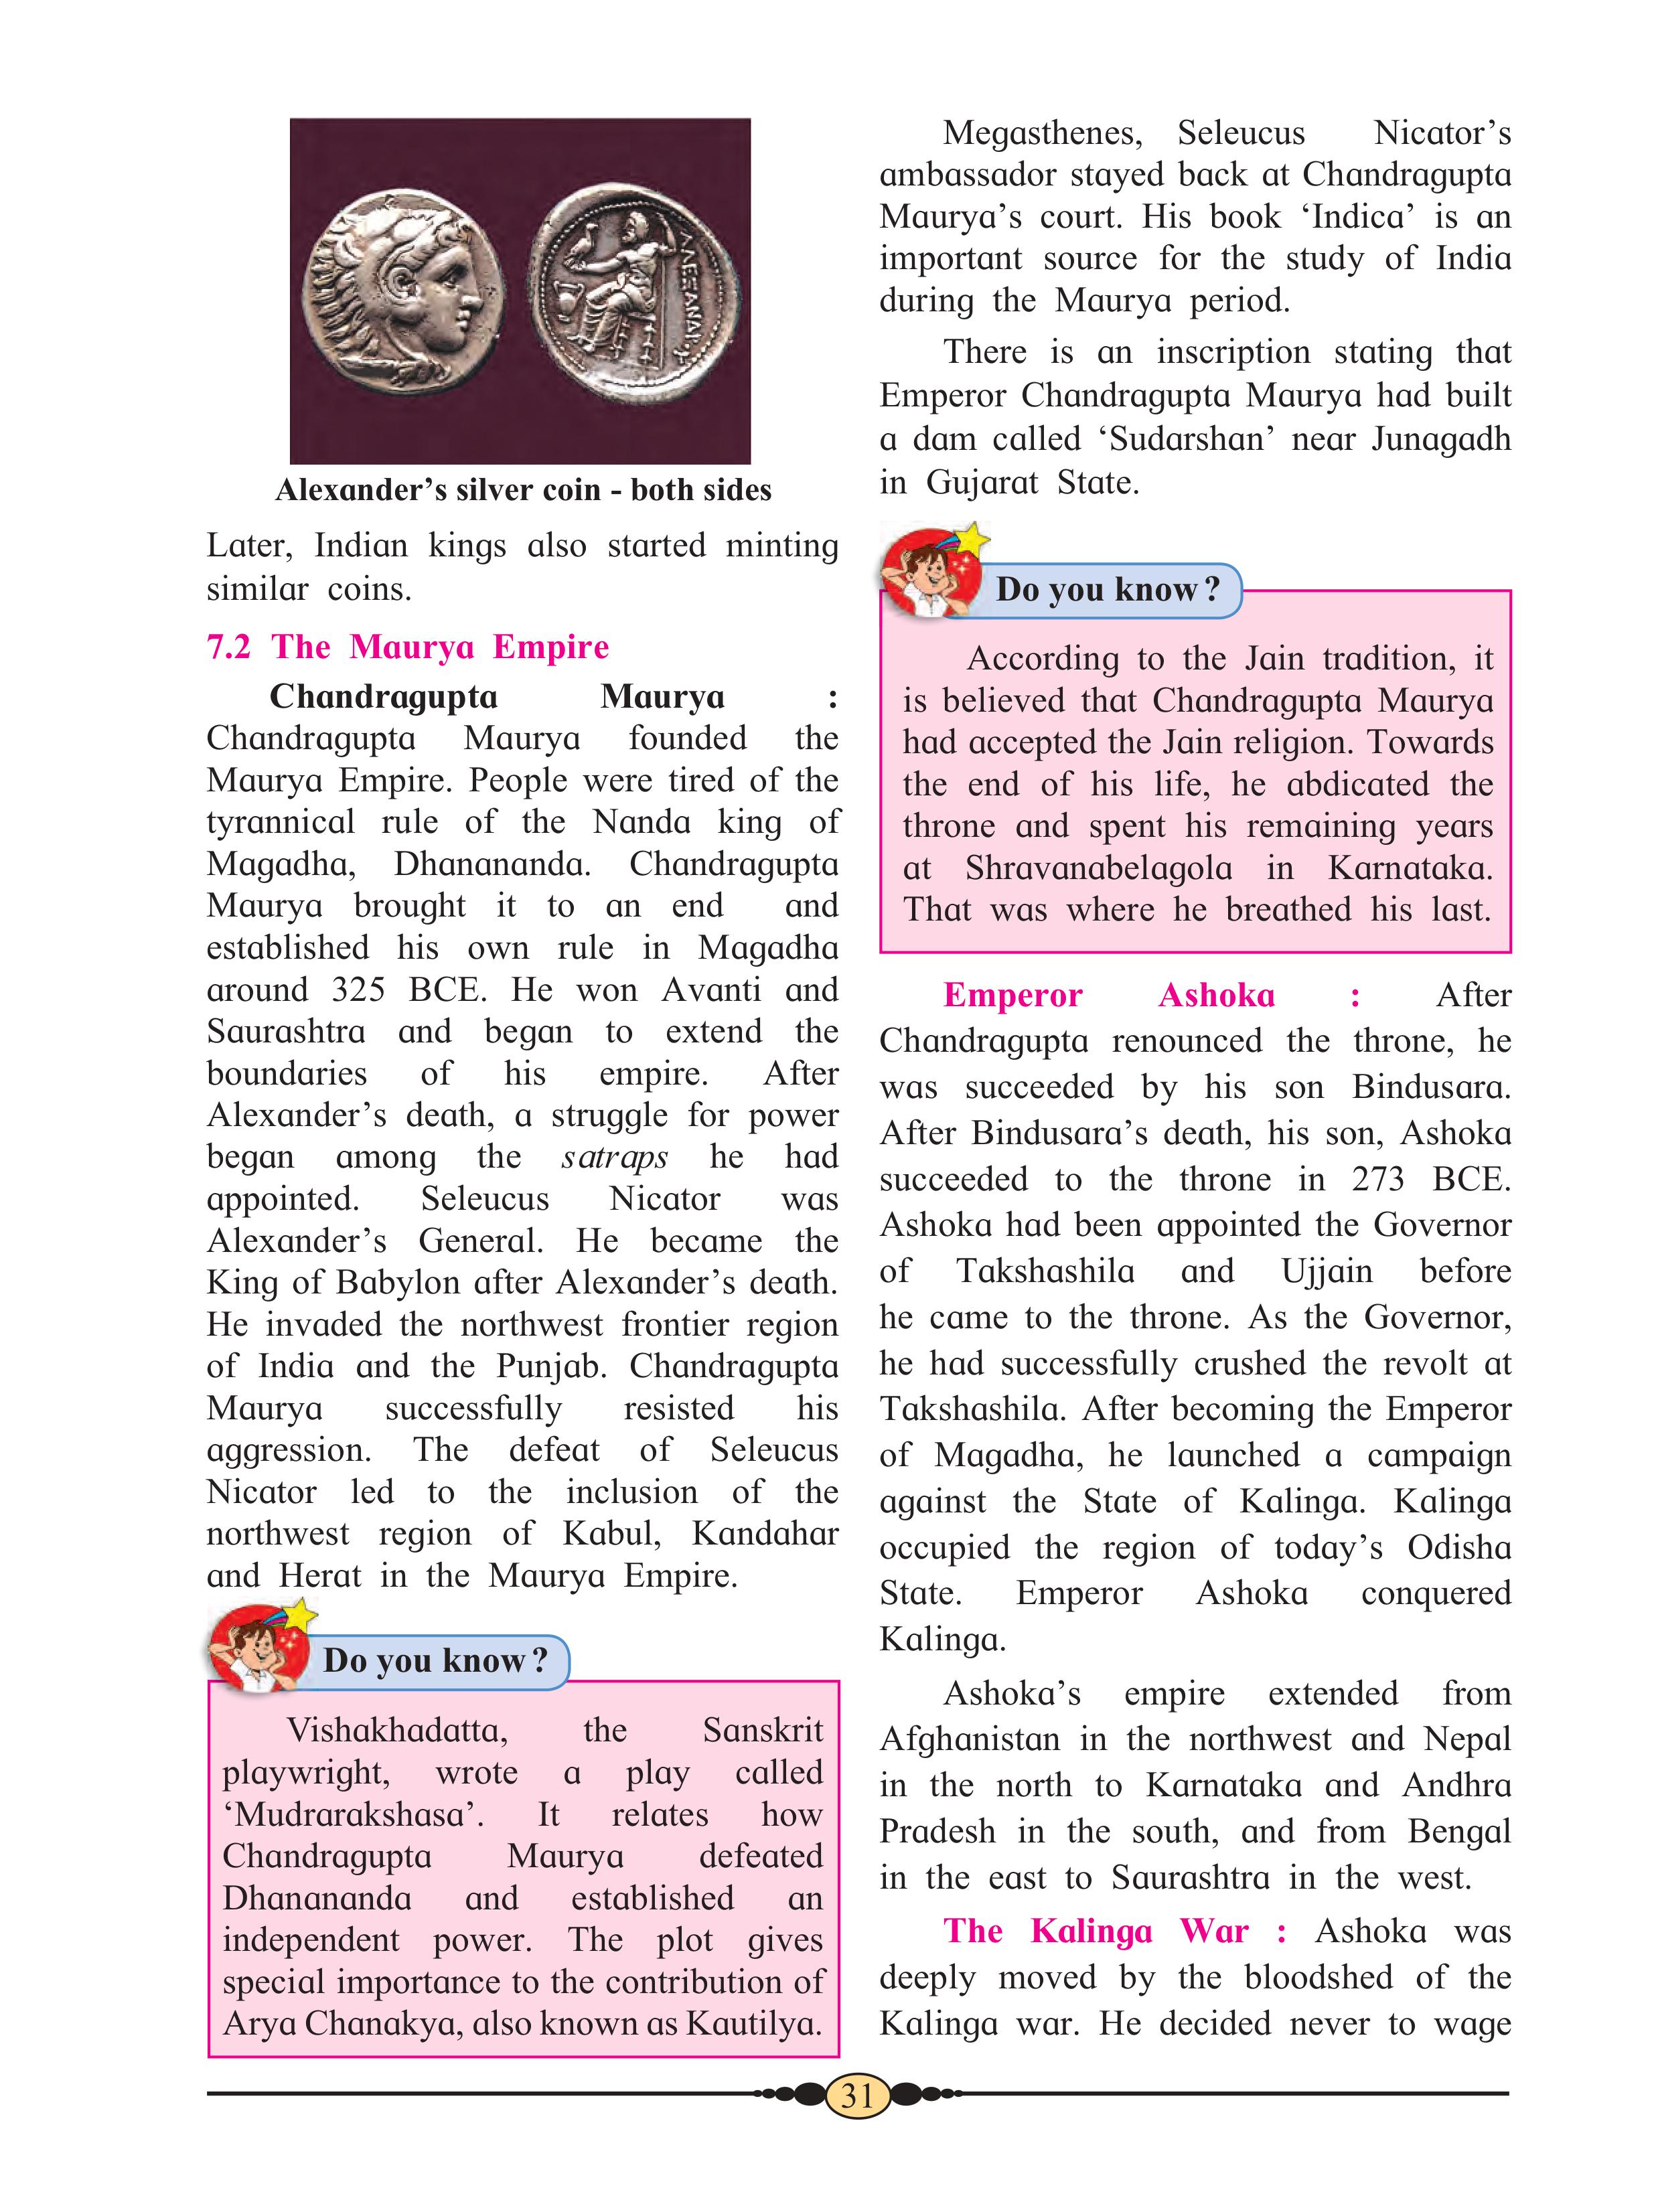 ΑΛΕΞΑΝΔΡΟΥ
Alexander’s silver coin - both sides
Later, Indian kings also started minting
similar coins.
7.2 The Maurya Empire
Chandragupta Maurya :
Chandragupta Maurya founded the
Maurya Empire. People were tired of the
tyrannical rule of the Nanda king of
Magadha, Dhanananda. Chandragupta
Maurya brought it to an end and
established his own rule in Magadha
around 325 BCE. He won Avanti and
Saurashtra and began to extend the
boundaries of his empire. After
Alexander’s death, a struggle for power
began among the satraps he had
appointed. Seleucus Nicator was
Alexander’s General. He became the
King of Babylon after Alexander’s death.
He invaded the northwest frontier region
of India and the Punjab. Chandragupta
Maurya successfully resisted his
aggression. The defeat of Seleucus
Nicator led to the inclusion of the
northwest region of Kabul, Kandahar
and Herat in the Maurya Empire.
Do you know ?
Vishakhadatta, the Sanskrit
playwright, wrote a play called
‘Mudrarakshasa’. It relates how
Chandragupta Maurya defeated
Dhanananda and established an
independent power. The plot gives
special importance to the contribution of
Arya Chanakya, also known as Kautilya.
Megasthenes, Seleucus Nicator’s
ambassador stayed back at Chandragupta
Maurya’s court. His book ‘Indica’ is an
important source for the study of India
during the Maurya period.
There is an inscription stating that
Emperor Chandragupta Maurya had built
a dam called ‘Sudarshan’ near Junagadh
in Gujarat State.
Do you know ?
According to the Jain tradition, it
is believed that Chandragupta Maurya
had accepted the Jain religion. Towards
the end of his life, he abdicated the
throne and spent his remaining years
at Shravanabelagola in Karnataka.
That was where he breathed his last.
Emperor Ashoka : After
Chandragupta renounced the throne, he
was succeeded by his son Bindusara.
After Bindusara’s death, his son, Ashoka
succeeded to the throne in 273 BCE.
Ashoka had been appointed the Governor
of Takshashila and Ujjain before
he came to the throne. As the Governor,
he had successfully crushed the revolt at
Takshashila. After becoming the Emperor
of Magadha, he launched a campaign
against the State of Kalinga. Kalinga
occupied the region of today’s Odisha
State. Emperor Ashoka conquered
Kalinga.
Ashoka’s empire extended from
Afghanistan in the northwest and Nepal
in the north to Karnataka and Andhra
Pradesh in the south, and from Bengal
in the east to Saurashtra in the west.
The Kalinga War : Ashoka was
deeply moved by the bloodshed of the
Kalinga war. He decided never to wage
31